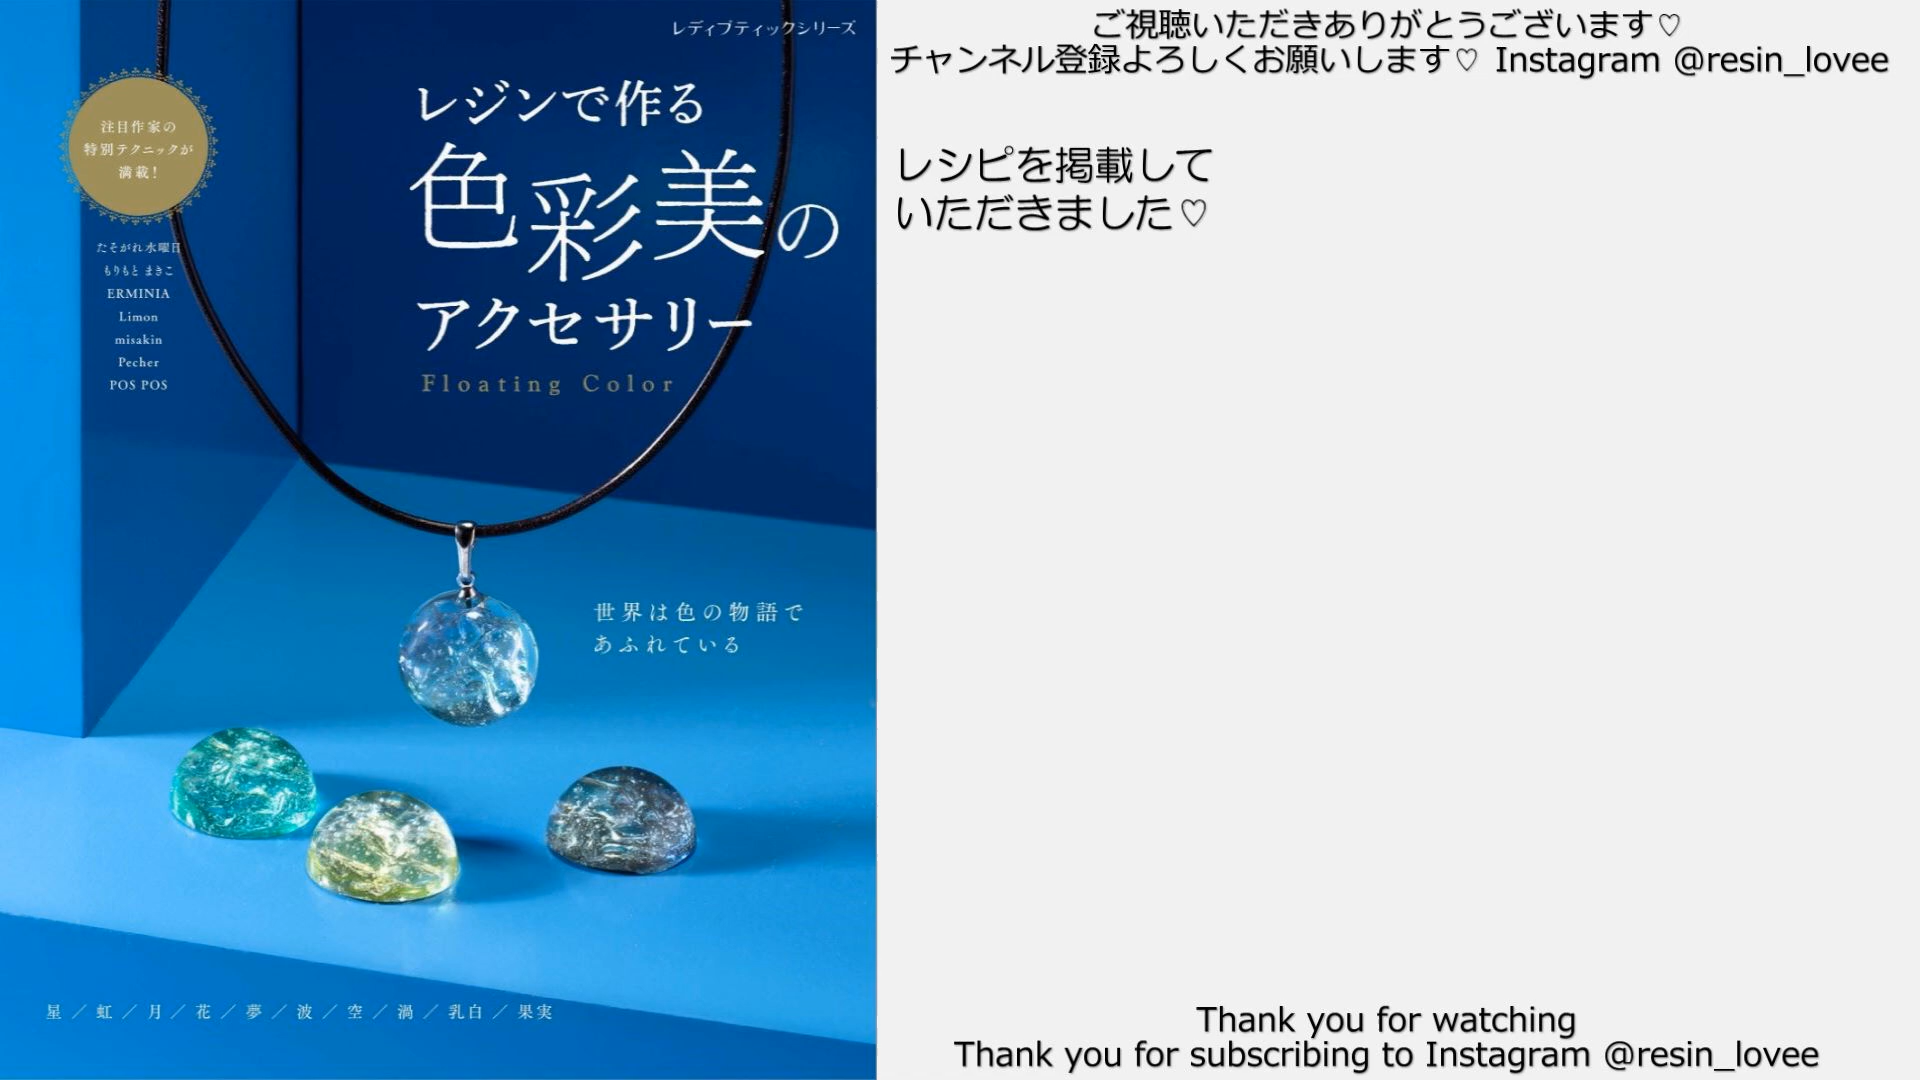 レディブティックシリーズ
注目作家の
特別テクニックが
満載!
レジンで作る
色彩美の
アクセサリー
Floating Color
たそがれ水曜日
もりもと まきこ
ERMINIA
Limon
misakin
Pecher
POS POS
世界は色の物語で
あふれている
星／虹／月／花／夢／波／空／渦／乳白／果実
ご視聴いただきありがとうございます♡
チャンネル登録よろしくお願いします♡ Instagram @resin_lovee
レシピを掲載して
いただきました♡
Thank you for watching
Thank you for subscribing to Instagram @resin_lovee